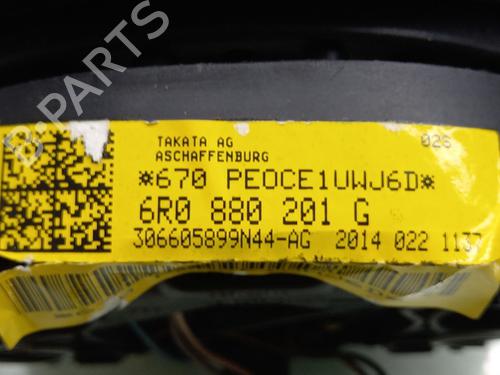 B-PARTS
TAKATA AG 026
ASCHAFFENBURG
*670 PEOCE1UWJ6D*
6R0 880 201 G
306605899N44-AG 2014 022 1137